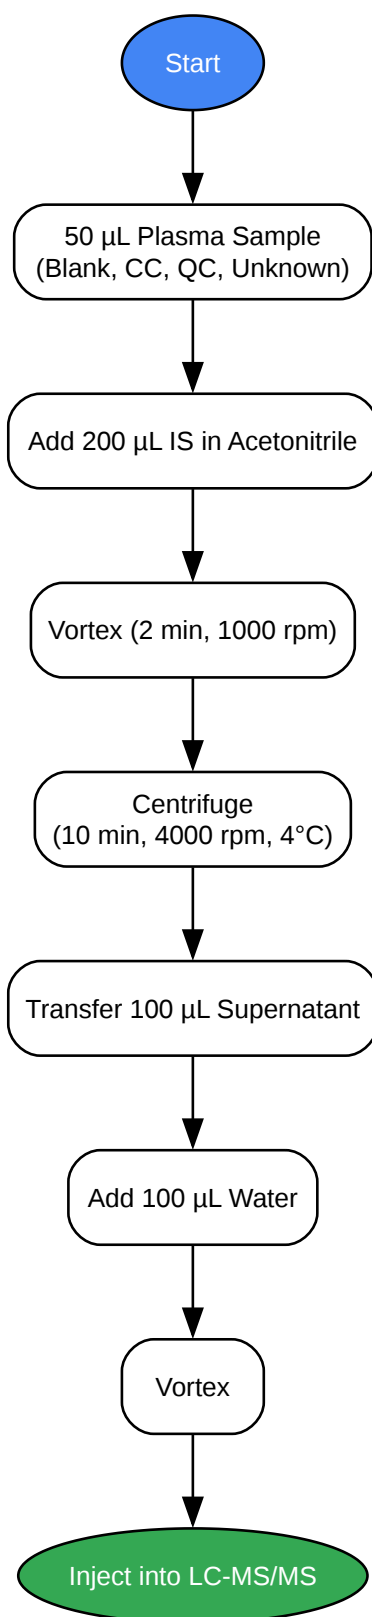 Start
50 µL Plasma Sample
(Blank, CC, QC, Unknown)
Add 200 µL IS in Acetonitrile
Vortex (2 min, 1000 rpm)
Centrifuge
(10 min, 4000 rpm, 4°C)
Transfer 100 µL Supernatant
Add 100 µL Water
Vortex
Inject into LC-MS/MS